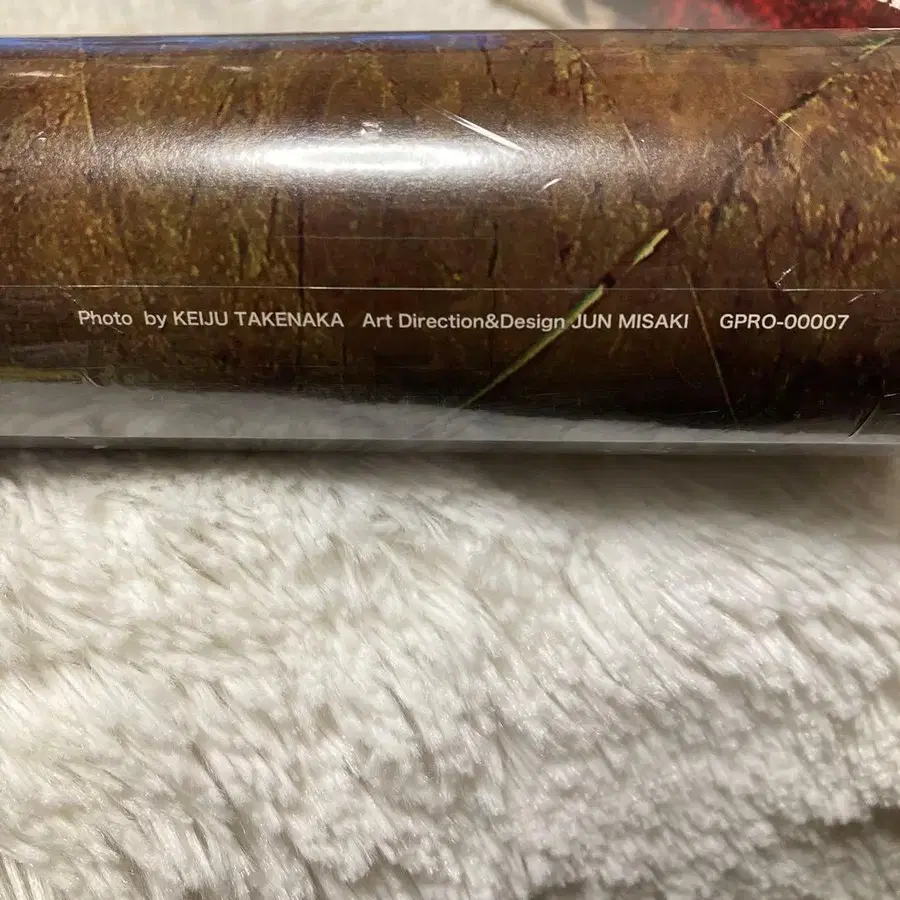 Photo by KEIJU TAKENAKA Art Direction&Design JUN MISAKI GPRO-00007